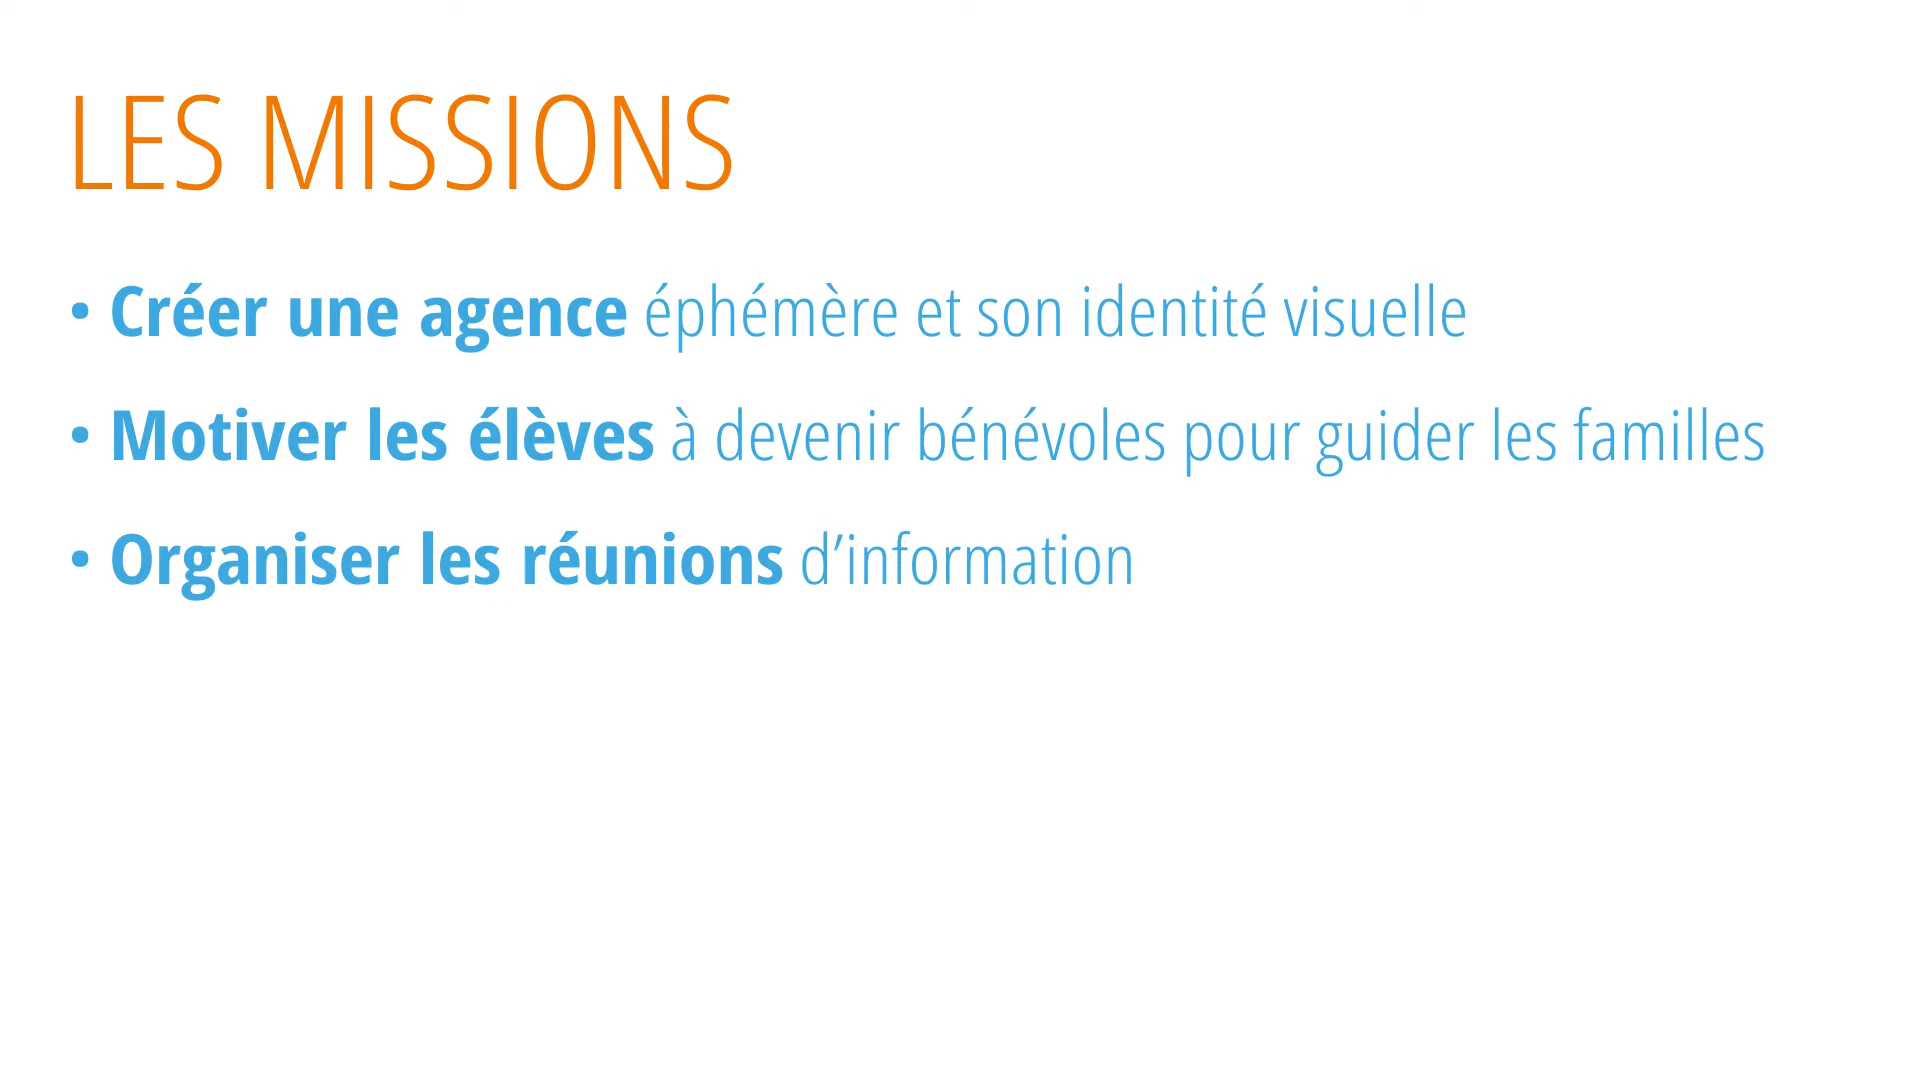 LES MISSIONS
• Créer une agence éphémère et son identité visuelle
• Motiver les élèves à devenir bénévoles pour guider les familles
• Organiser les réunions d’information